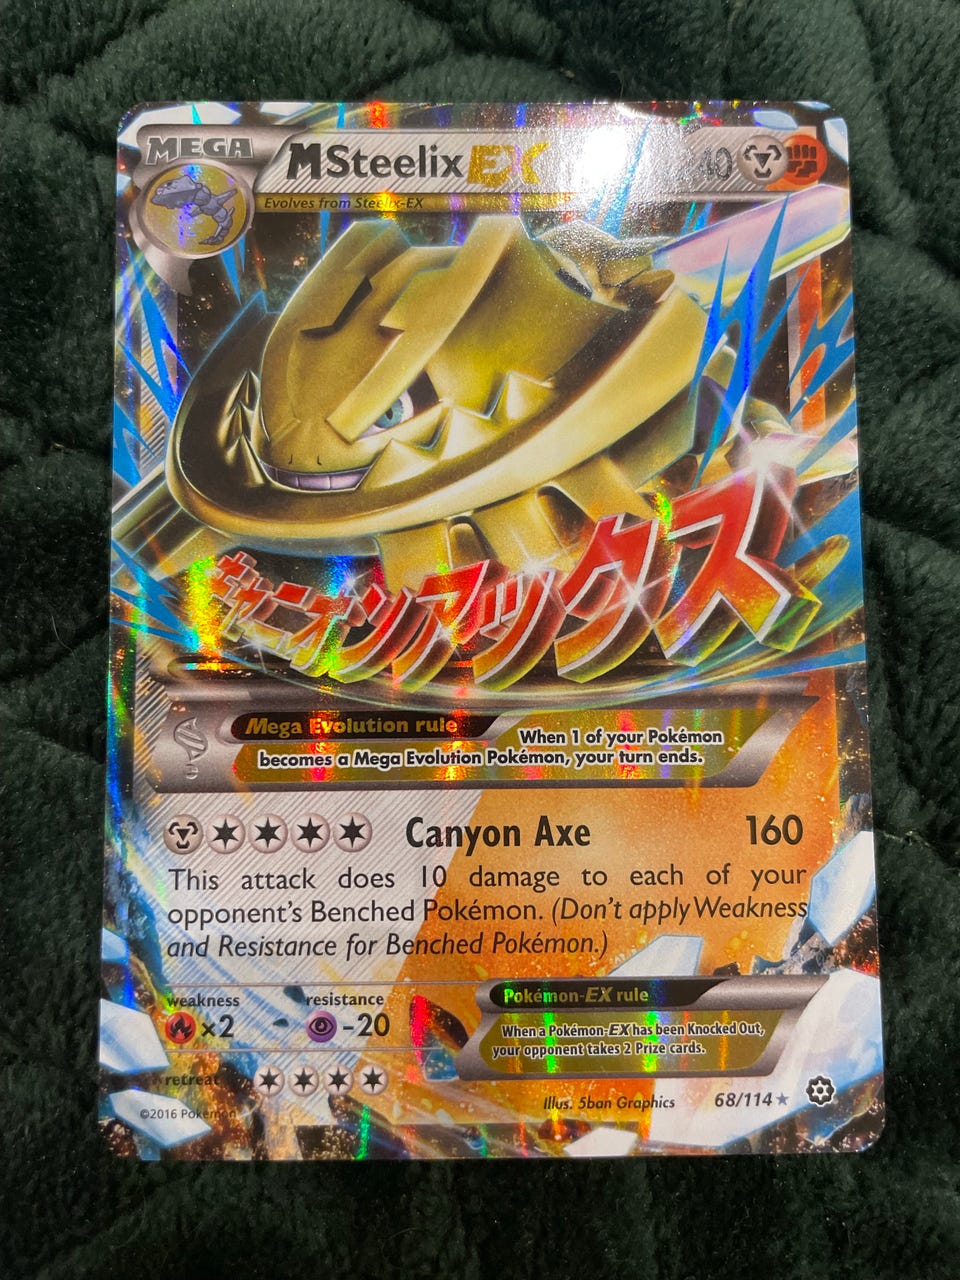 MEGA
MSteelixEX
40
Evolves from Steelix-EX
キャニオンアックス
Mega Evolution rule
When 1 of your Pokémon
becomes a Mega Evolution Pokémon, your turn ends.
Canyon Axe 160
This attack does 10 damage to each of your
opponent's Benched Pokémon. (Don't apply Weakness
and Resistance for Benched Pokémon.)
weakness resistance
×2 -20
Pokémon-EX rule
When a Pokémon-EX has been Knocked Out,
your opponent takes 2 Prize cards.
retreat
Illus. 5ban Graphics 68/114★
©2016 Pokémon